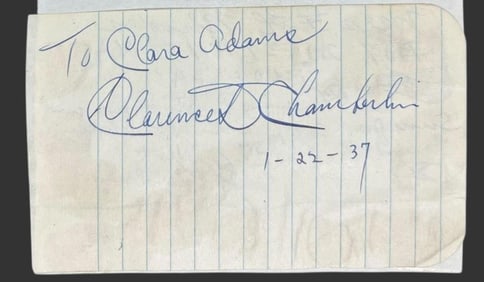 To Clara Adams
Clarence D Chamberlin
1-22-37